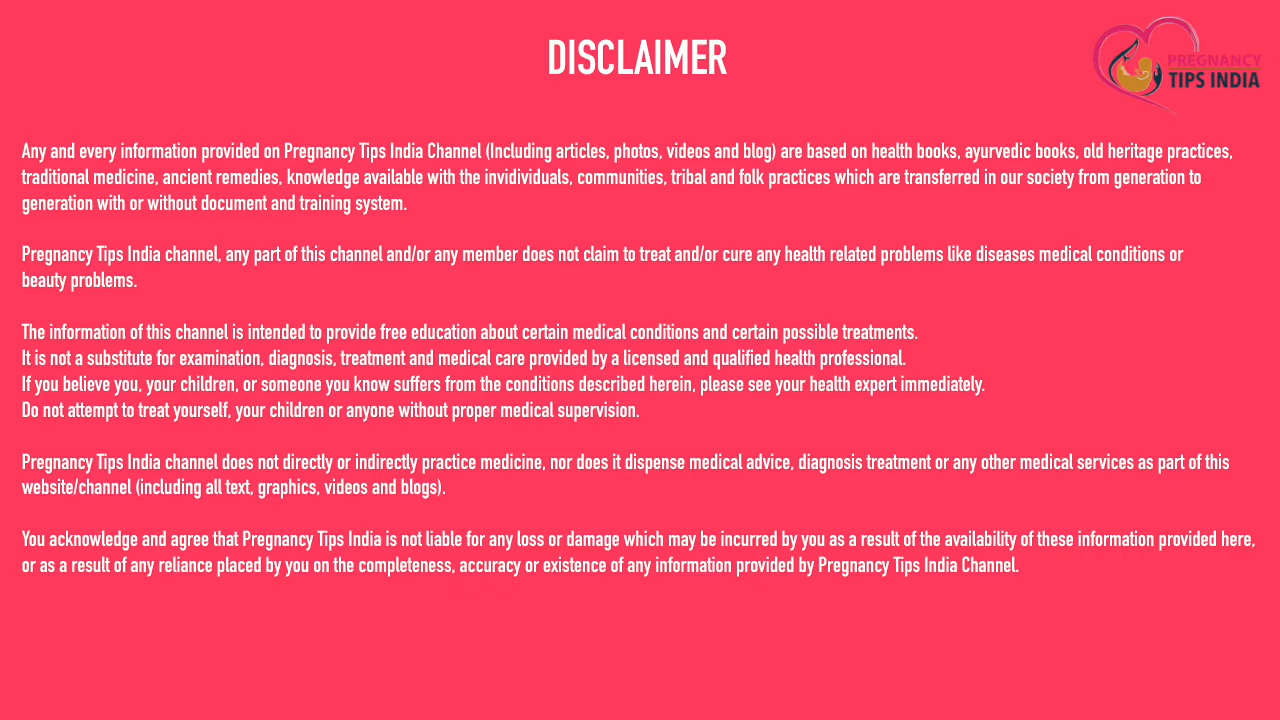 DISCLAIMER
PREGNANCY
TIPS INDIA
Any and every information provided on Pregnancy Tips India Channel (Including articles, photos, videos and blog) are based on health books, ayurvedic books, old heritage practices,
traditional medicine, ancient remedies, knowledge available with the invidividuals, communities, tribal and folk practices which are transferred in our society from generation to
generation with or without document and training system.
Pregnancy Tips India channel, any part of this channel and/or any member does not claim to treat and/or cure any health related problems like diseases medical conditions or
beauty problems.
The information of this channel is intended to provide free education about certain medical conditions and certain possible treatments.
It is not a substitute for examination, diagnosis, treatment and medical care provided by a licensed and qualified health professional.
If you believe you, your children, or someone you know suffers from the conditions described herein, please see your health expert immediately.
Do not attempt to treat yourself, your children or anyone without proper medical supervision.
Pregnancy Tips India channel does not directly or indirectly practice medicine, nor does it dispense medical advice, diagnosis treatment or any other medical services as part of this
website/channel (including all text, graphics, videos and blogs).
You acknowledge and agree that Pregnancy Tips India is not liable for any loss or damage which may be incurred by you as a result of the availability of these information provided here,
or as a result of any reliance placed by you on the completeness, accuracy or existence of any information provided by Pregnancy Tips India Channel.